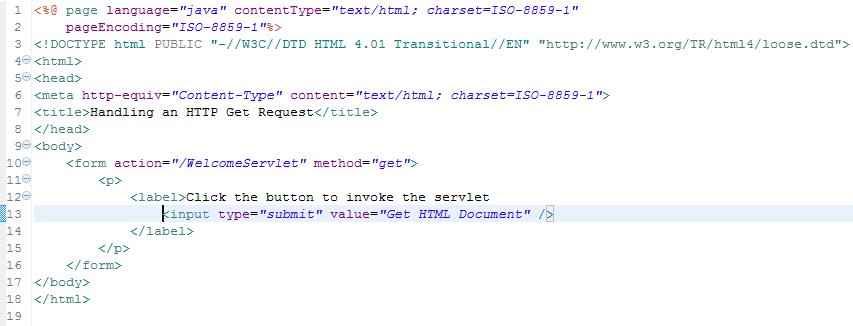 1 <%@ page language="java" contentType="text/html; charset=ISO-8859-1"
2     pageEncoding="ISO-8859-1"%>
3 <!DOCTYPE html PUBLIC "-//W3C//DTD HTML 4.01 Transitional//EN" "http://www.w3.org/TR/html4/loose.dtd">
4 <html>
5 <head>
6 <meta http-equiv="Content-Type" content="text/html; charset=ISO-8859-1">
7 <title>Handling an HTTP Get Request</title>
8 </head>
9 <body>
10     <form action="/WelcomeServlet" method="get">
11         <p>
12             <label>Click the button to invoke the servlet
13                 <input type="submit" value="Get HTML Document" />
14             </label>
15         </p>
16     </form>
17 </body>
18 </html>
19